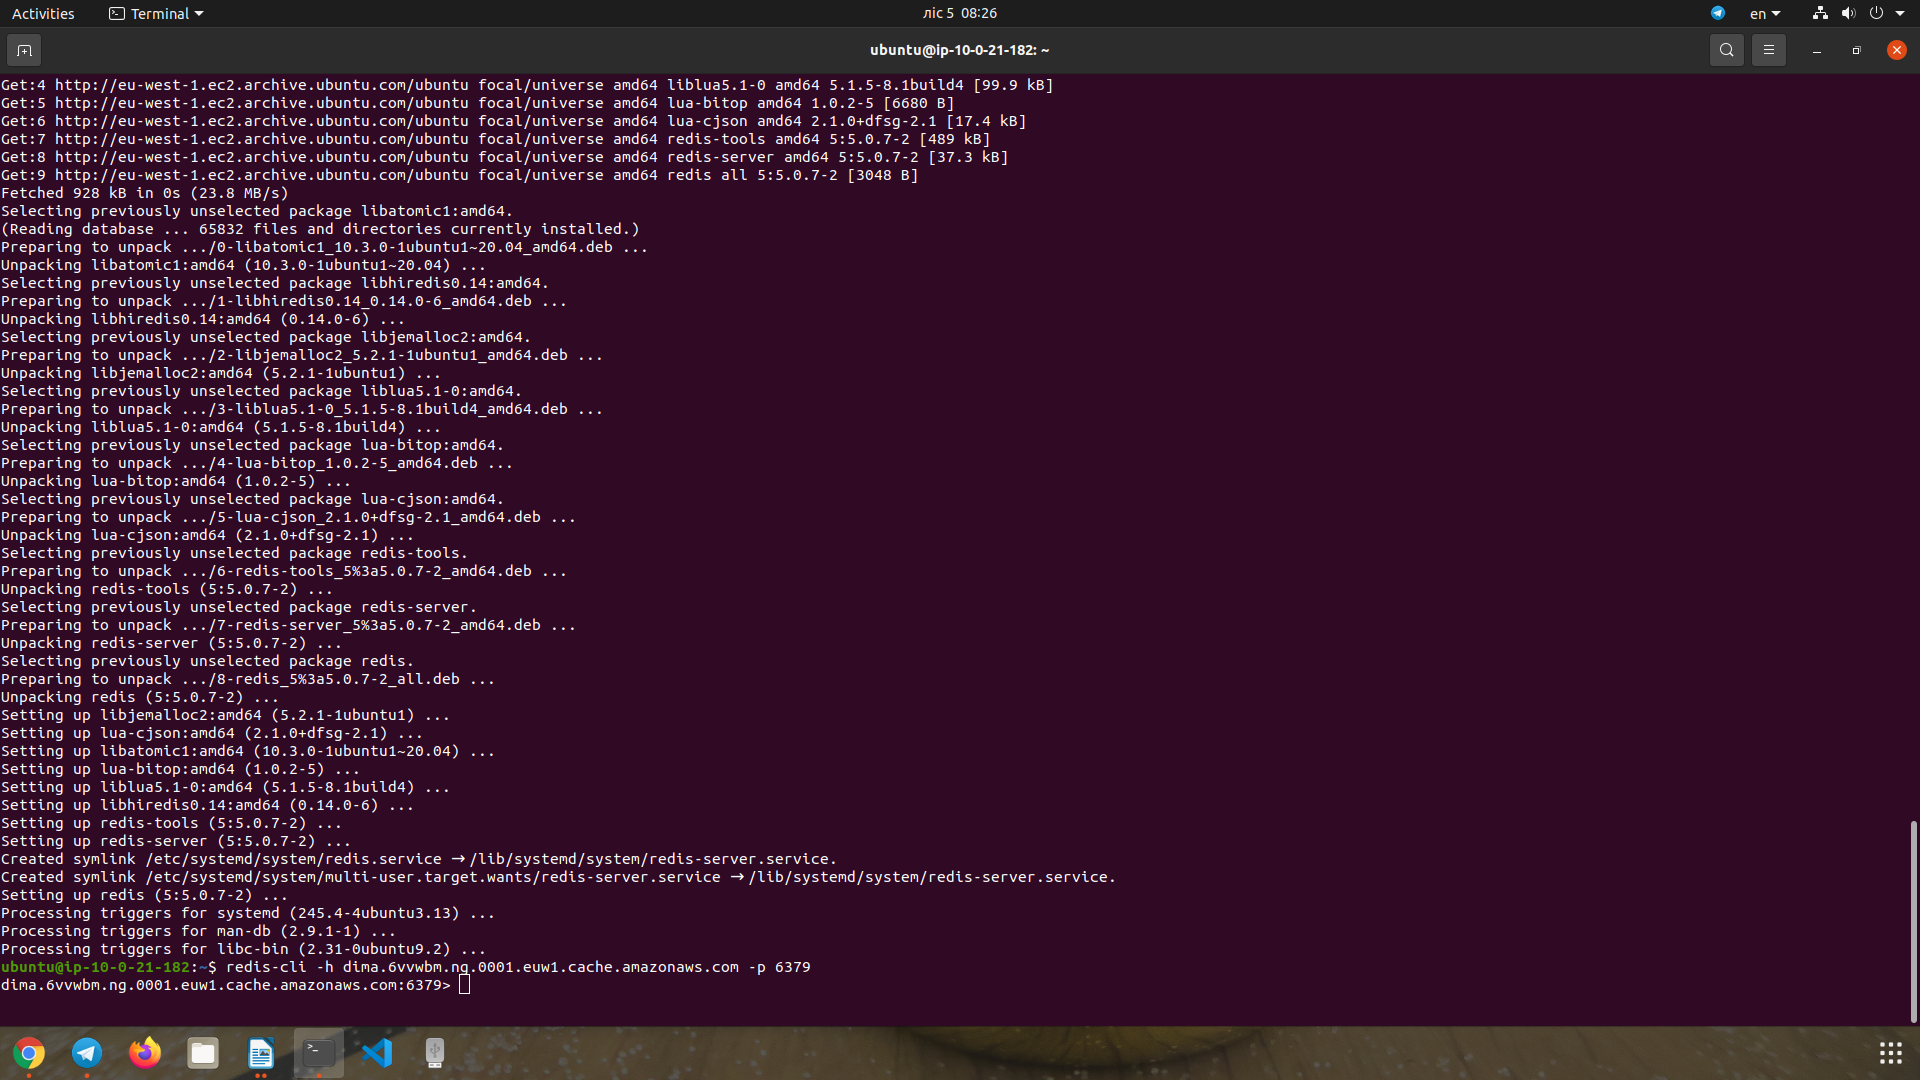 Activities
Terminal
ліс 5 08:26
en
ubuntu@ip-10-0-21-182: ~
Get:4 http://eu-west-1.ec2.archive.ubuntu.com/ubuntu focal/universe amd64 liblua5.1-0 amd64 5.1.5-8.1build4 [99.9 kB]
Get:5 http://eu-west-1.ec2.archive.ubuntu.com/ubuntu focal/universe amd64 lua-bitop amd64 1.0.2-5 [6680 B]
Get:6 http://eu-west-1.ec2.archive.ubuntu.com/ubuntu focal/universe amd64 lua-cjson amd64 2.1.0+dfsg-2.1 [17.4 kB]
Get:7 http://eu-west-1.ec2.archive.ubuntu.com/ubuntu focal/universe amd64 redis-tools amd64 5:5.0.7-2 [489 kB]
Get:8 http://eu-west-1.ec2.archive.ubuntu.com/ubuntu focal/universe amd64 redis-server amd64 5:5.0.7-2 [37.3 kB]
Get:9 http://eu-west-1.ec2.archive.ubuntu.com/ubuntu focal/universe amd64 redis all 5:5.0.7-2 [3048 B]
Fetched 928 kB in 0s (23.8 MB/s)
Selecting previously unselected package libatomic1:amd64.
(Reading database ... 65832 files and directories currently installed.)
Preparing to unpack .../0-libatomic1_10.3.0-1ubuntu1~20.04_amd64.deb ...
Unpacking libatomic1:amd64 (10.3.0-1ubuntu1~20.04) ...
Selecting previously unselected package libhiredis0.14:amd64.
Preparing to unpack .../1-libhiredis0.14_0.14.0-6_amd64.deb ...
Unpacking libhiredis0.14:amd64 (0.14.0-6) ...
Selecting previously unselected package libjemalloc2:amd64.
Preparing to unpack .../2-libjemalloc2_5.2.1-1ubuntu1_amd64.deb ...
Unpacking libjemalloc2:amd64 (5.2.1-1ubuntu1) ...
Selecting previously unselected package liblua5.1-0:amd64.
Preparing to unpack .../3-liblua5.1-0_5.1.5-8.1build4_amd64.deb ...
Unpacking liblua5.1-0:amd64 (5.1.5-8.1build4) ...
Selecting previously unselected package lua-bitop:amd64.
Preparing to unpack .../4-lua-bitop_1.0.2-5_amd64.deb ...
Unpacking lua-bitop:amd64 (1.0.2-5) ...
Selecting previously unselected package lua-cjson:amd64.
Preparing to unpack .../5-lua-cjson_2.1.0+dfsg-2.1_amd64.deb ...
Unpacking lua-cjson:amd64 (2.1.0+dfsg-2.1) ...
Selecting previously unselected package redis-tools.
Preparing to unpack .../6-redis-tools_5%3a5.0.7-2_amd64.deb ...
Unpacking redis-tools (5:5.0.7-2) ...
Selecting previously unselected package redis-server.
Preparing to unpack .../7-redis-server_5%3a5.0.7-2_amd64.deb ...
Unpacking redis-server (5:5.0.7-2) ...
Selecting previously unselected package redis.
Preparing to unpack .../8-redis_5%3a5.0.7-2_all.deb ...
Unpacking redis (5:5.0.7-2) ...
Setting up libjemalloc2:amd64 (5.2.1-1ubuntu1) ...
Setting up lua-cjson:amd64 (2.1.0+dfsg-2.1) ...
Setting up libatomic1:amd64 (10.3.0-1ubuntu1~20.04) ...
Setting up lua-bitop:amd64 (1.0.2-5) ...
Setting up liblua5.1-0:amd64 (5.1.5-8.1build4) ...
Setting up libhiredis0.14:amd64 (0.14.0-6) ...
Setting up redis-tools (5:5.0.7-2) ...
Setting up redis-server (5:5.0.7-2) ...
Created symlink /etc/systemd/system/redis.service → /lib/systemd/system/redis-server.service.
Created symlink /etc/systemd/system/multi-user.target.wants/redis-server.service → /lib/systemd/system/redis-server.service.
Setting up redis (5:5.0.7-2) ...
Processing triggers for systemd (245.4-4ubuntu3.13) ...
Processing triggers for man-db (2.9.1-1) ...
Processing triggers for libc-bin (2.31-0ubuntu9.2) ...
ubuntu@ip-10-0-21-182:~$ redis-cli -h dima.6vvwbm.ng.0001.euw1.cache.amazonaws.com -p 6379
dima.6vvwbm.ng.0001.euw1.cache.amazonaws.com:6379>